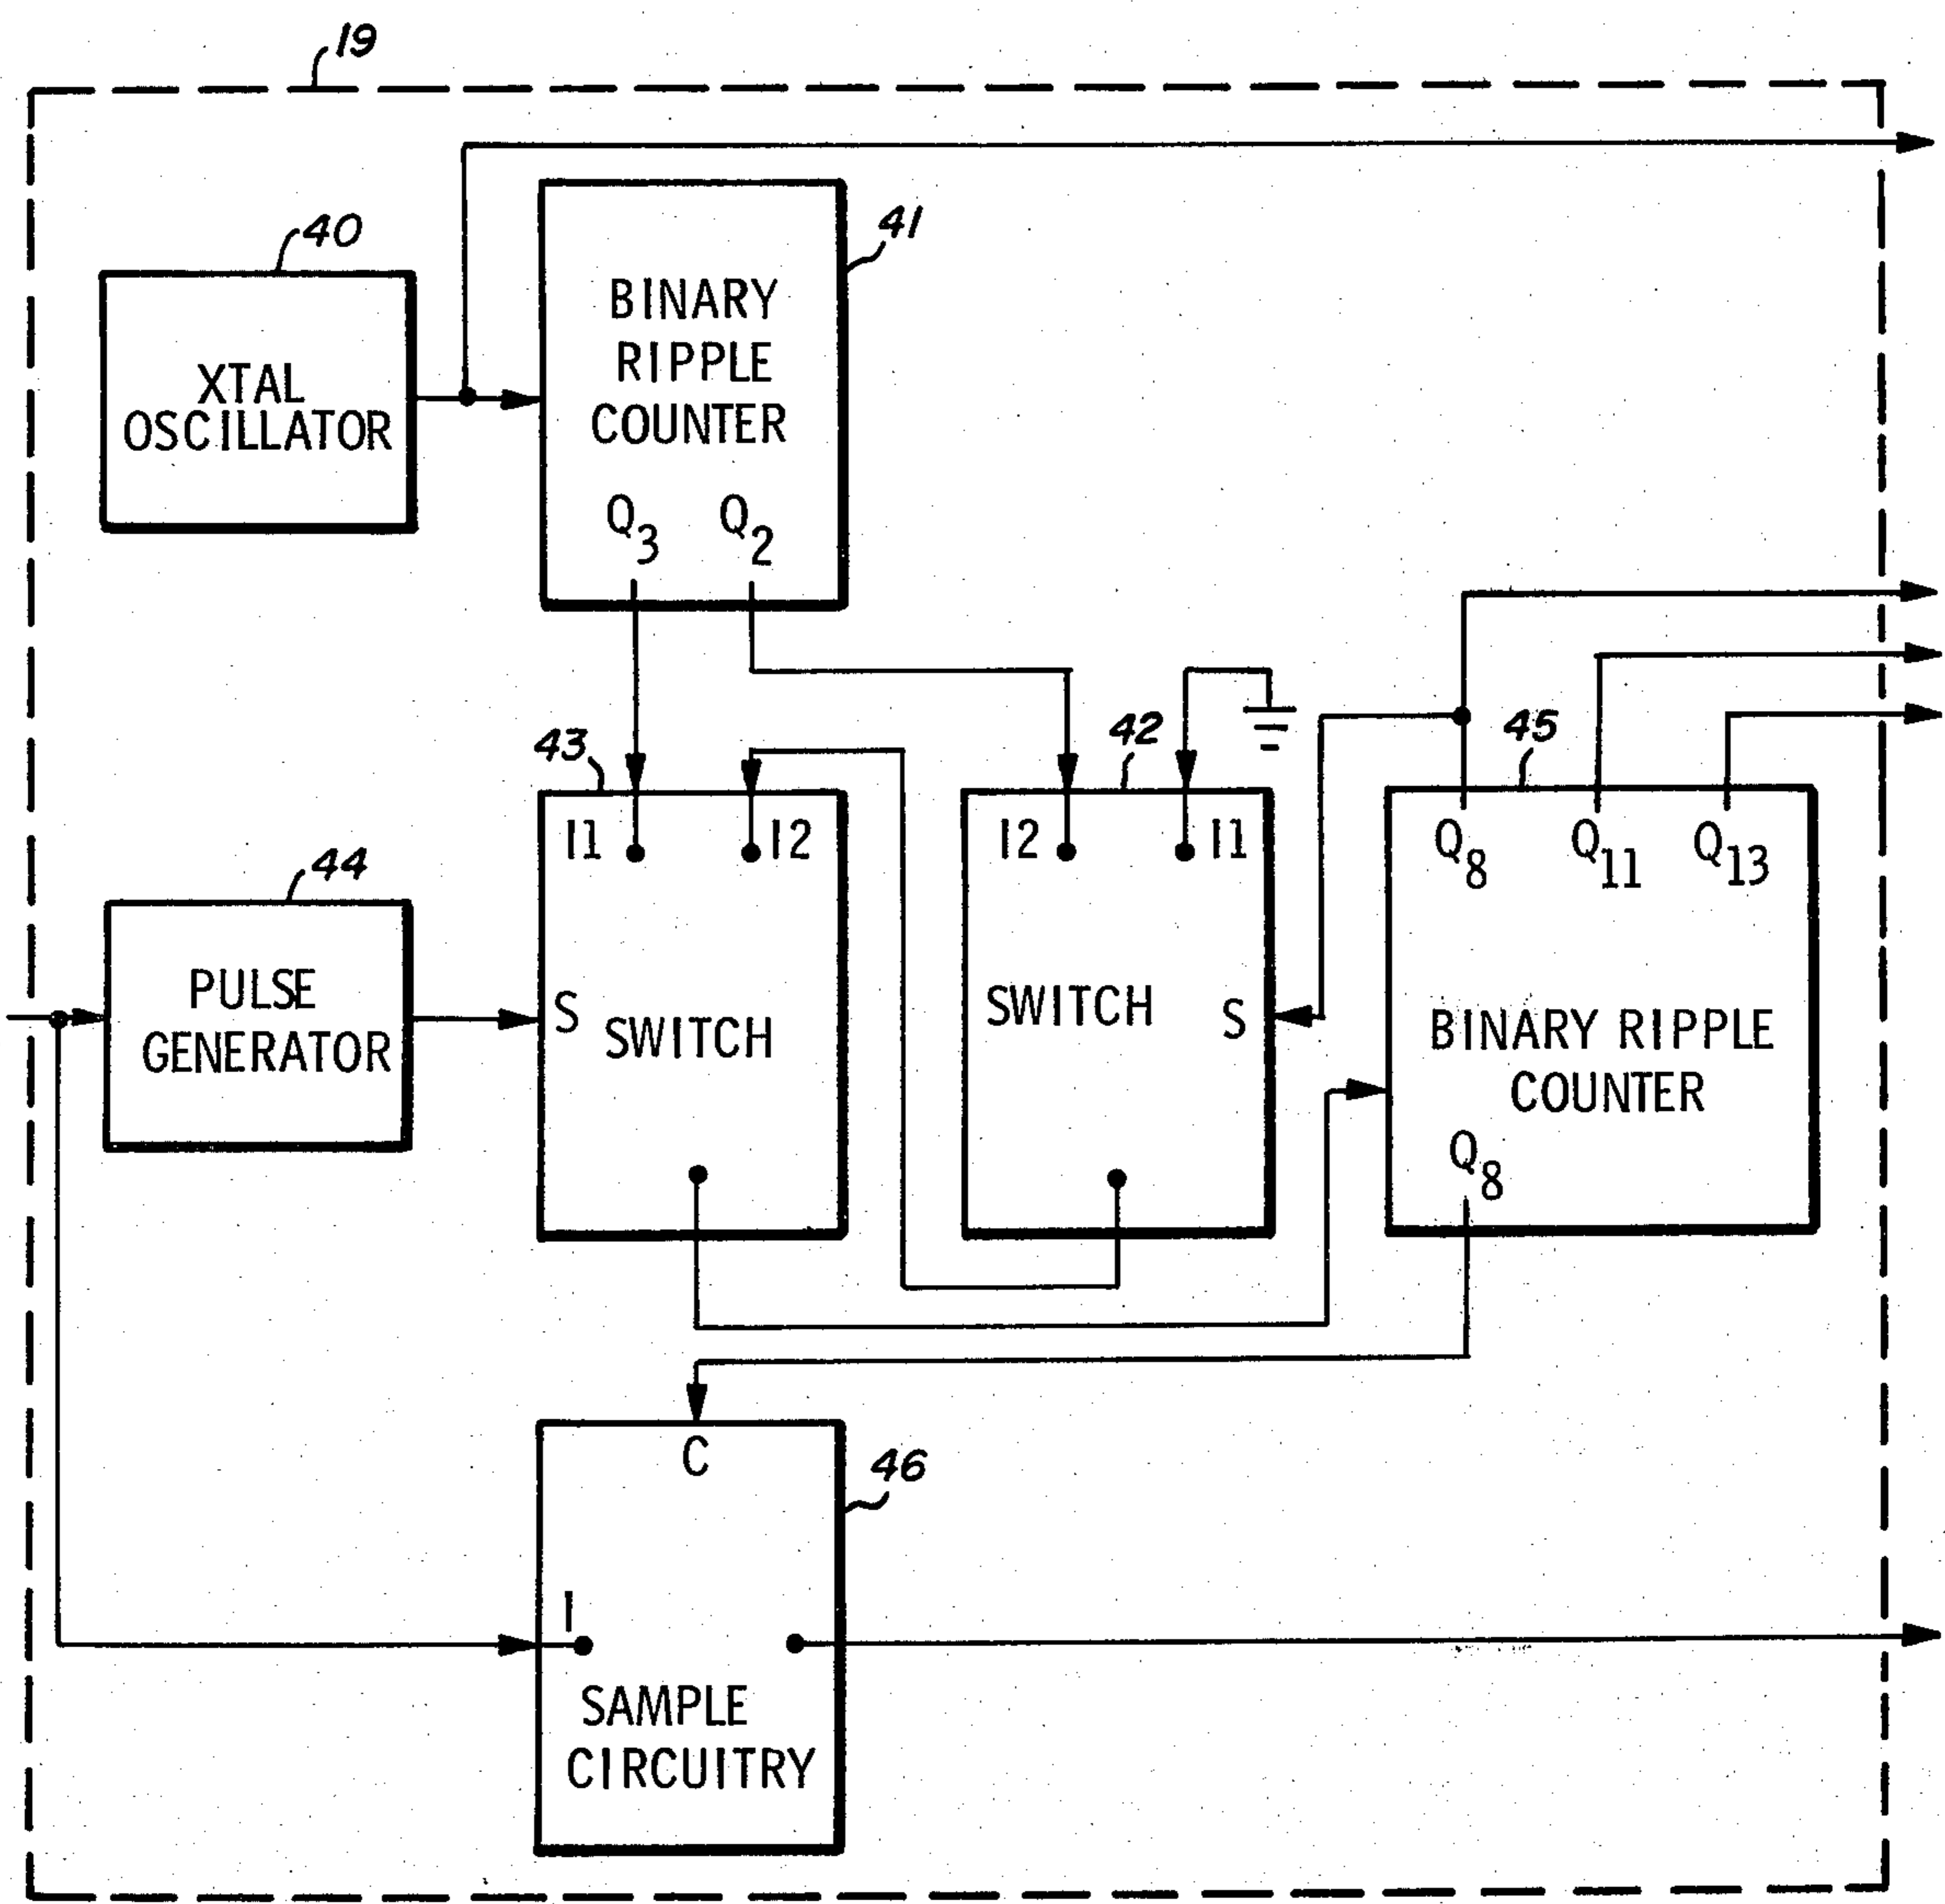 19
40
41
XTAL
OSCILLATOR
BINARY
RIPPLE
COUNTER
Q3 Q2
43
42
45
I1 I2
I2 I1
Q8 Q11 Q13
44
PULSE
GENERATOR
S SWITCH
SWITCH S
BINARY RIPPLE
COUNTER
Q8
C
46
I
SAMPLE
CIRCUITRY